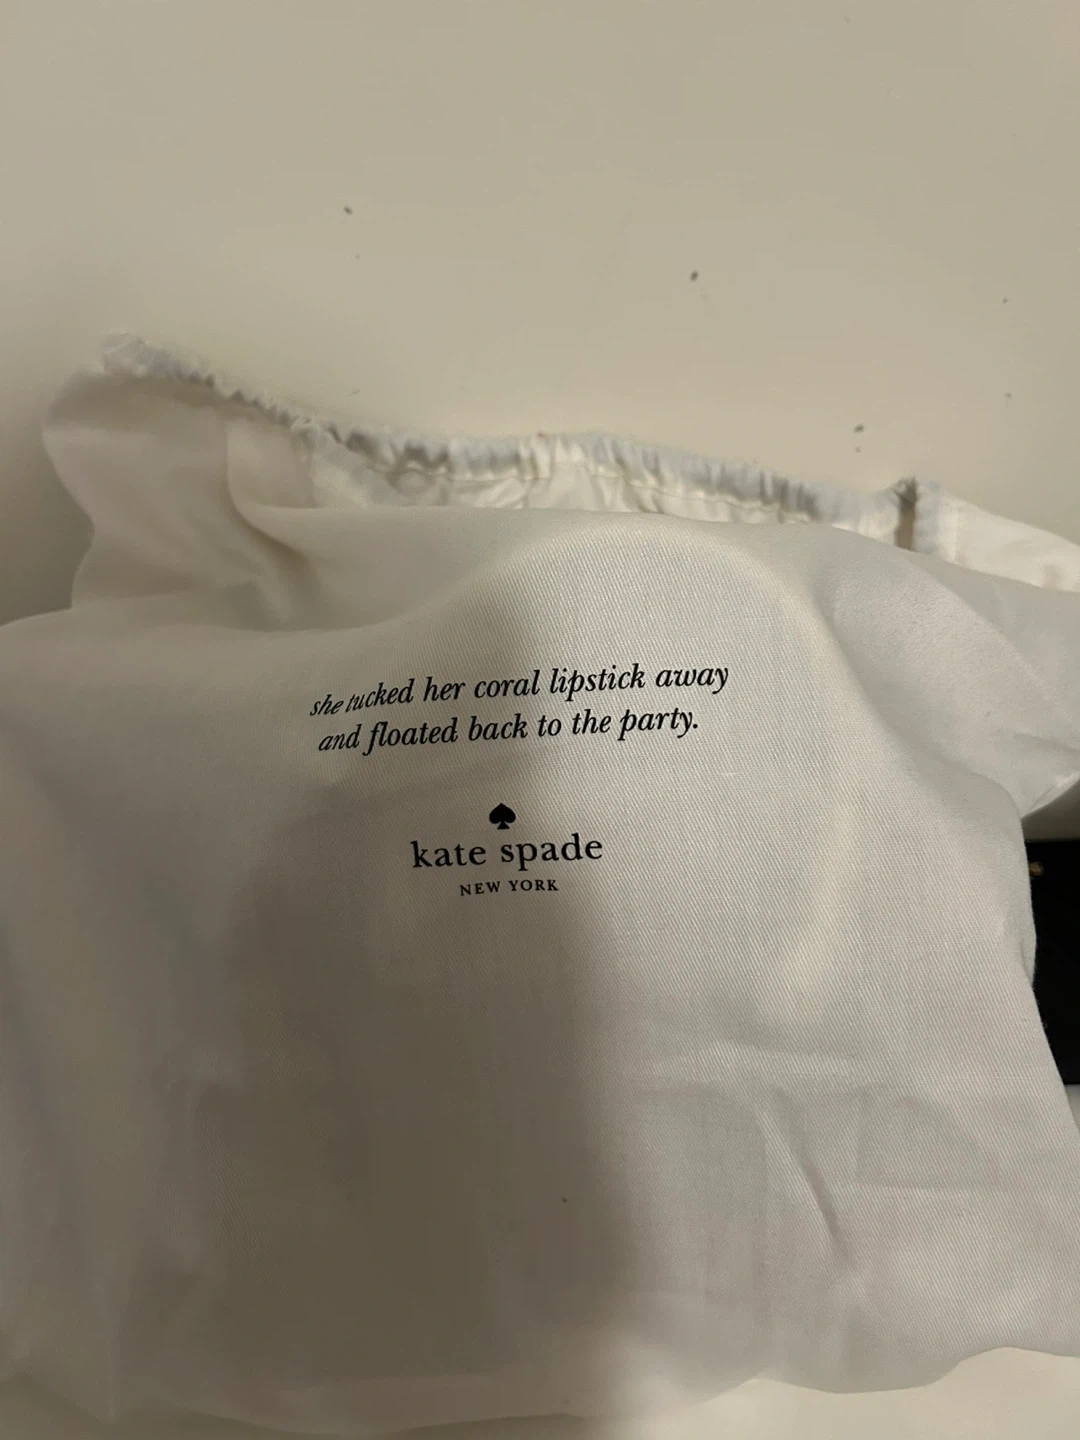 she tucked her coral lipstick away
and floated back to the party.
kate spade
NEW YORK